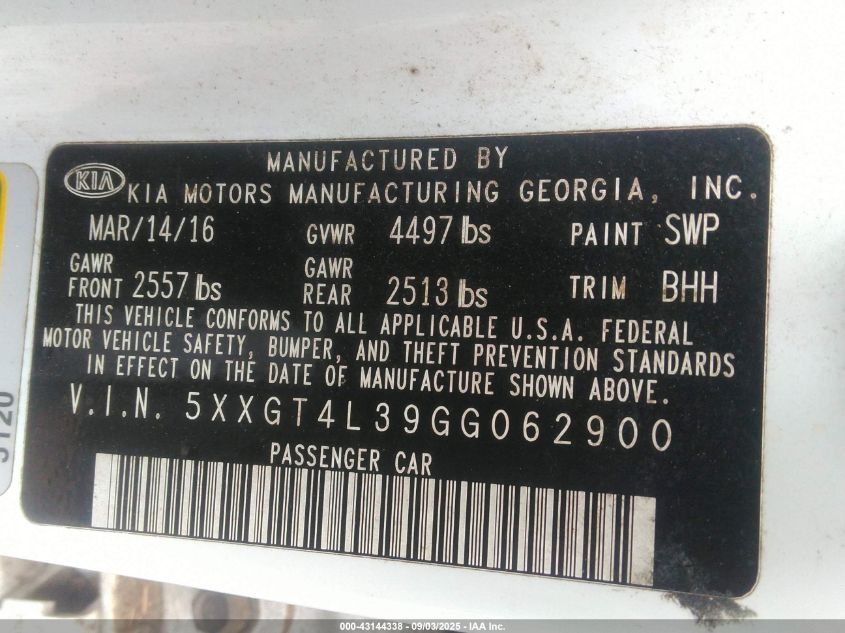 MANUFACTURED BY
KIA
KIA MOTORS MANUFACTURING GEORGIA, INC.
MAR/14/16 GVWR 4497 lbs PAINT SWP
GAWR FRONT 2557 lbs GAWR REAR 2513 lbs TRIM BHH
THIS VEHICLE CONFORMS TO ALL APPLICABLE U.S.A. FEDERAL
MOTOR VEHICLE SAFETY, BUMPER, AND THEFT PREVENTION STANDARDS
IN EFFECT ON THE DATE OF MANUFACTURE SHOWN ABOVE.
V.I.N. 5XXGT4L39GG062900
PASSENGER CAR
000-43144338 - 09/03/2025 - IAA Inc.